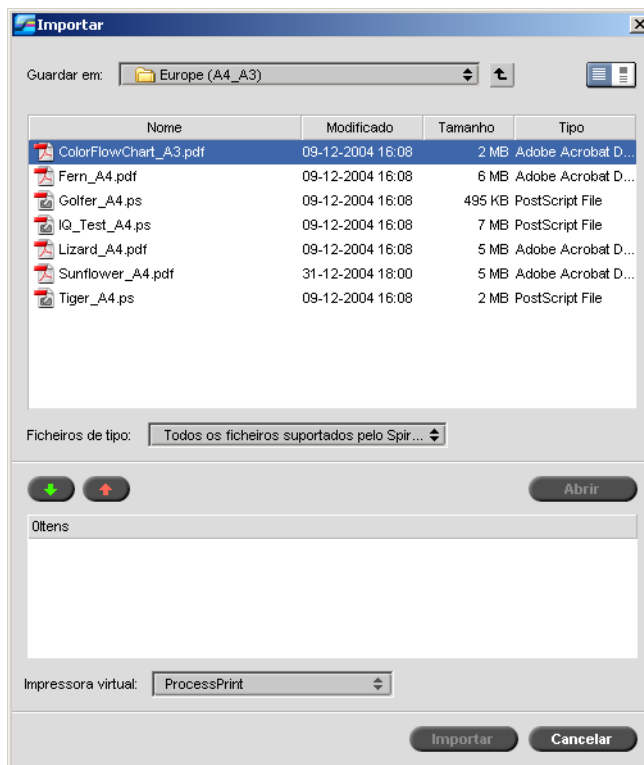 Importar
Guardar em: Europe (A4_A3)
Nome Modificado Tamanho Tipo
ColorFlowChart_A3.pdf 09-12-2004 16:08 2 MB Adobe Acrobat D...
Fern_A4.pdf 09-12-2004 16:08 6 MB Adobe Acrobat D...
Golfer_A4.ps 09-12-2004 16:08 495 KB PostScript File
IQ_Test_A4.ps 09-12-2004 16:08 7 MB PostScript File
Lizard_A4.pdf 09-12-2004 16:08 5 MB Adobe Acrobat D...
Sunflower_A4.pdf 31-12-2004 18:00 5 MB Adobe Acrobat D...
Tiger_A4.ps 09-12-2004 16:08 2 MB PostScript File
Ficheiros de tipo: Todos os ficheiros suportados pelo Spir...
Abrir
0Itens
Impressora virtual: ProcessPrint
Importar Cancelar